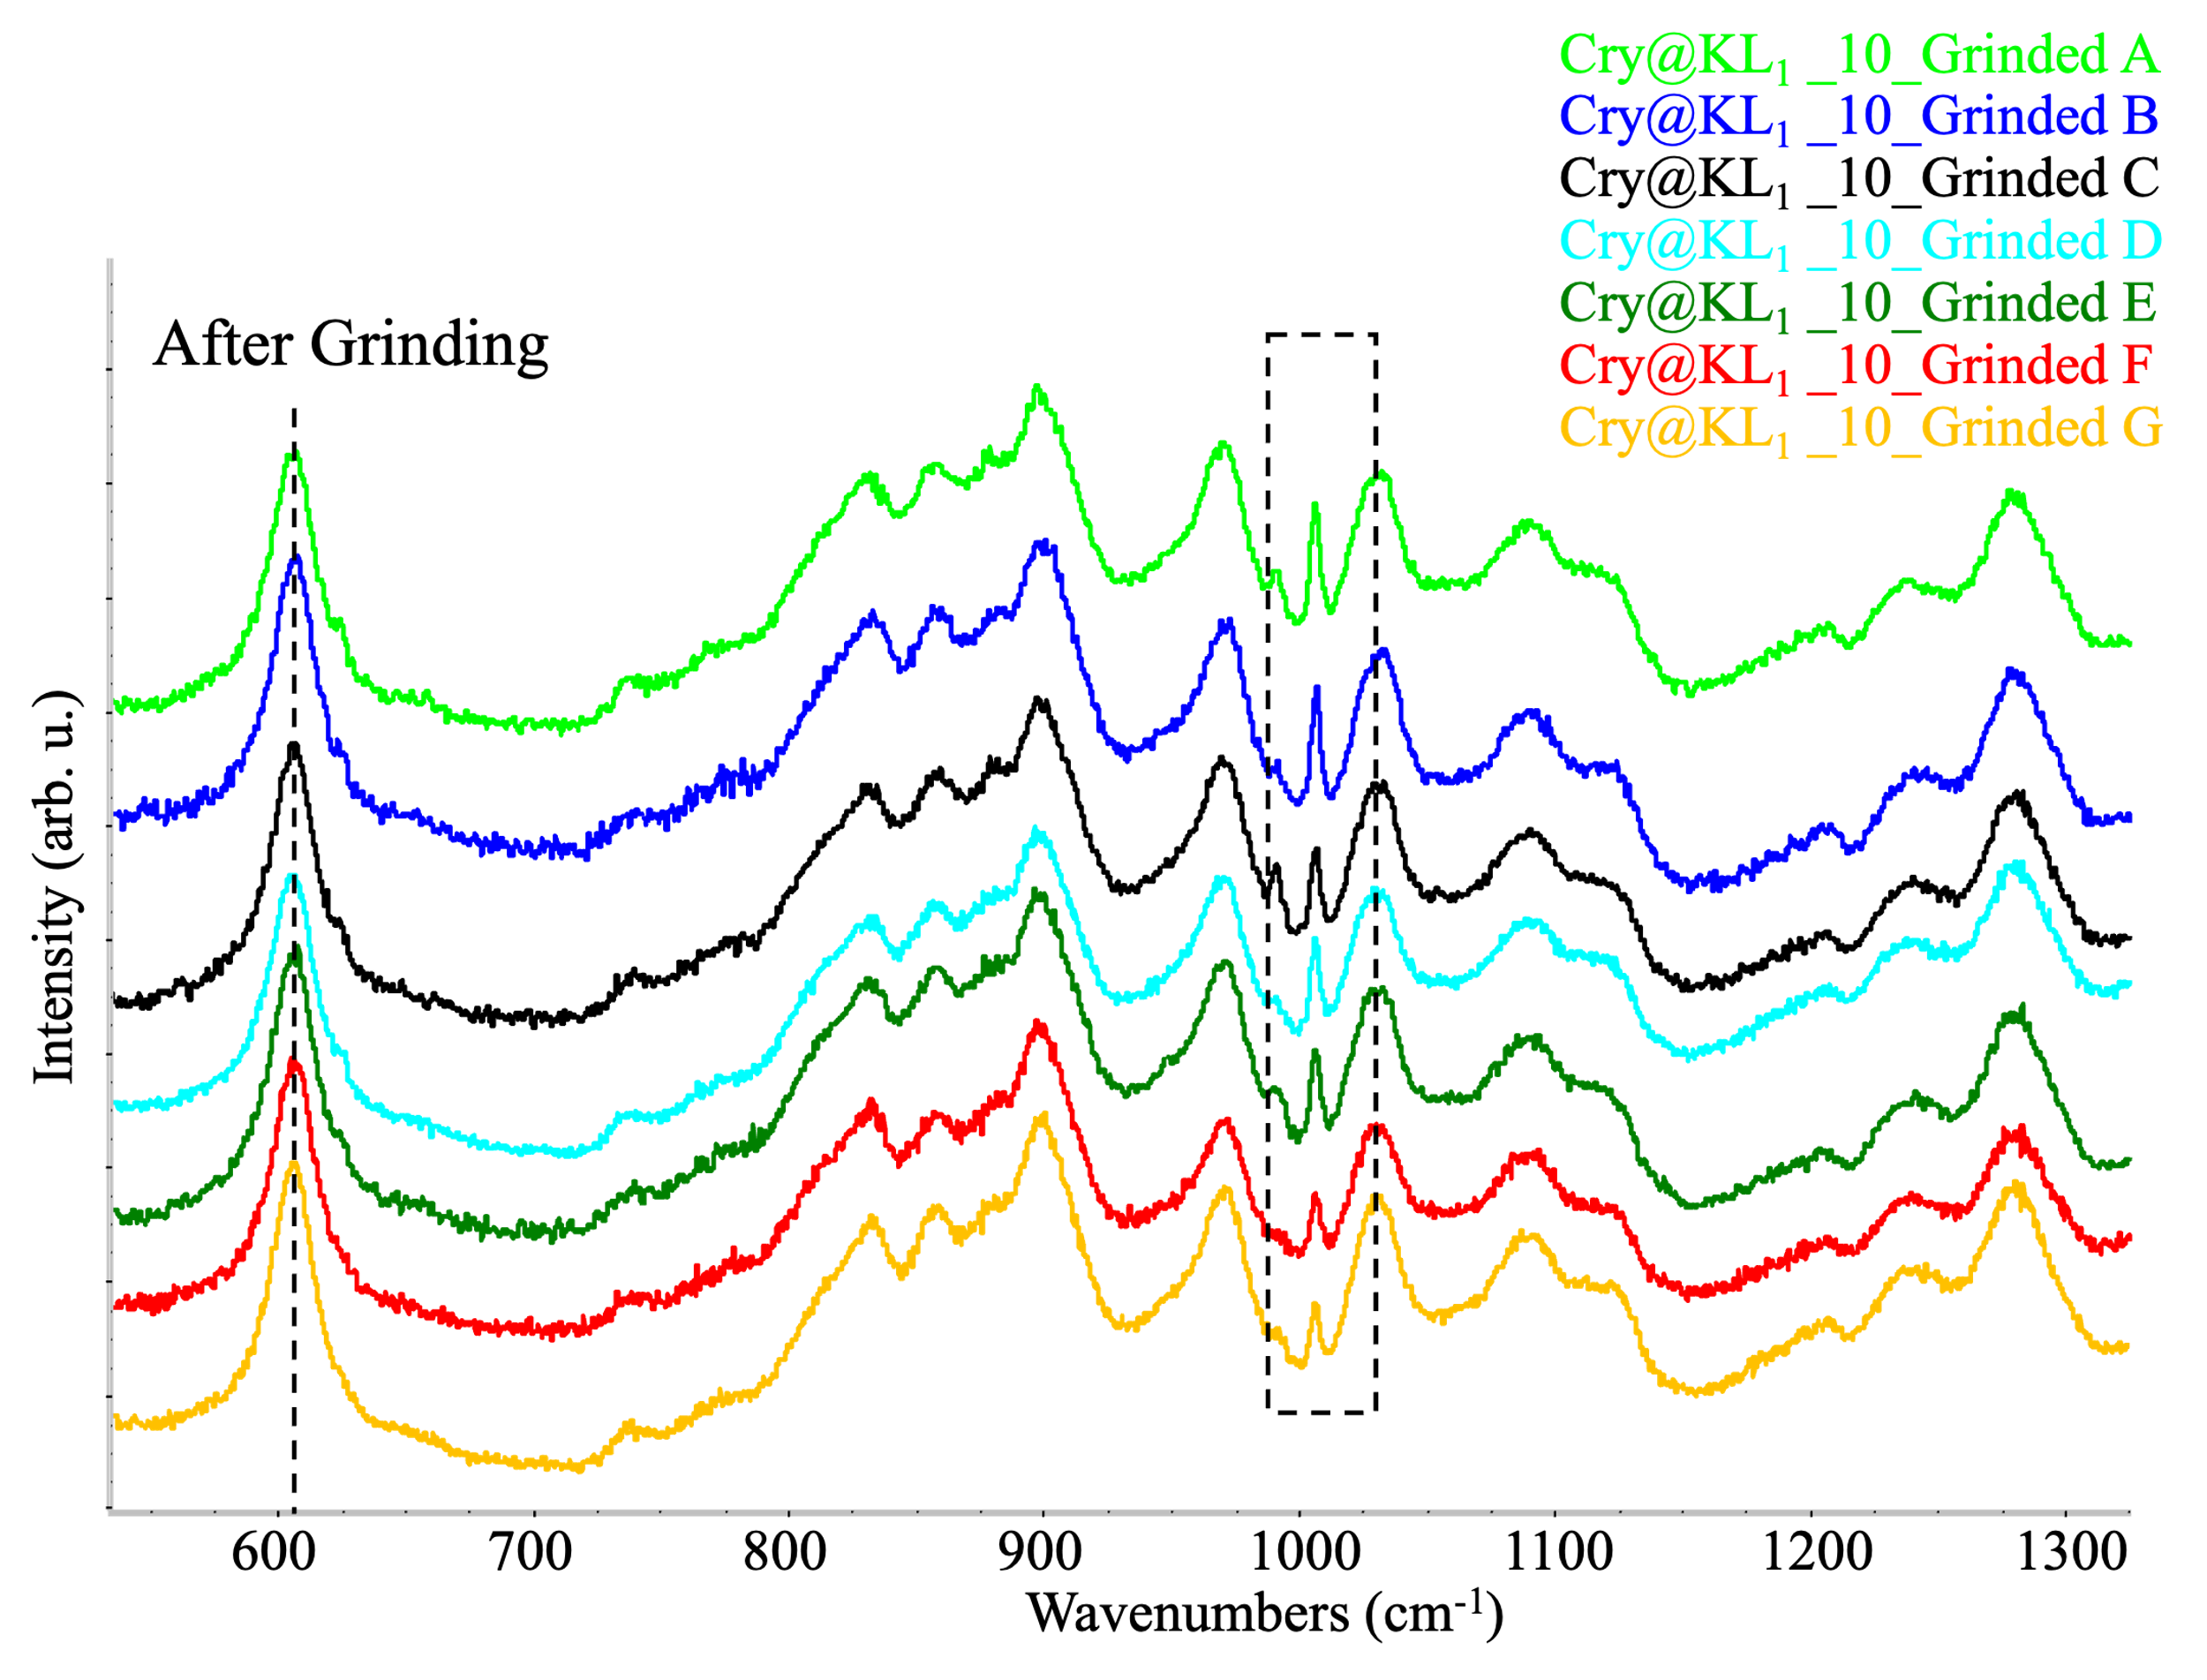 Cry@KL₁ _10_Grinded A
Cry@KL₁ _10_Grinded B
Cry@KL₁ _10_Grinded C
Cry@KL₁ _10_Grinded D
Cry@KL₁ _10_Grinded E
Cry@KL₁ _10_Grinded F
Cry@KL₁ _10_Grinded G
After Grinding
Intensity (arb. u.)
600 700 800 900 1000 1100 1200 1300
Wavenumbers (cm⁻¹)